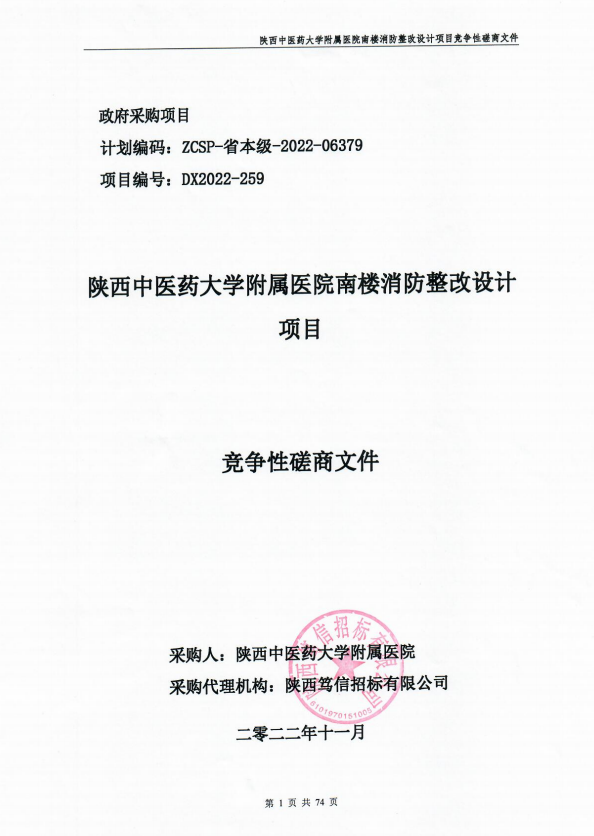 陕西中医药大学附属医院南楼消防整改设计项目竞争性磋商文件
政府采购项目
计划编码：ZCSP-省本级-2022-06379
项目编号：DX2022-259
陕西中医药大学附属医院南楼消防整改设计
项目
竞争性磋商文件
采购人：陕西中医药大学附属医院
采购代理机构：陕西笃信招标有限公司
二零二二年十一月
第 1 页 共 74 页